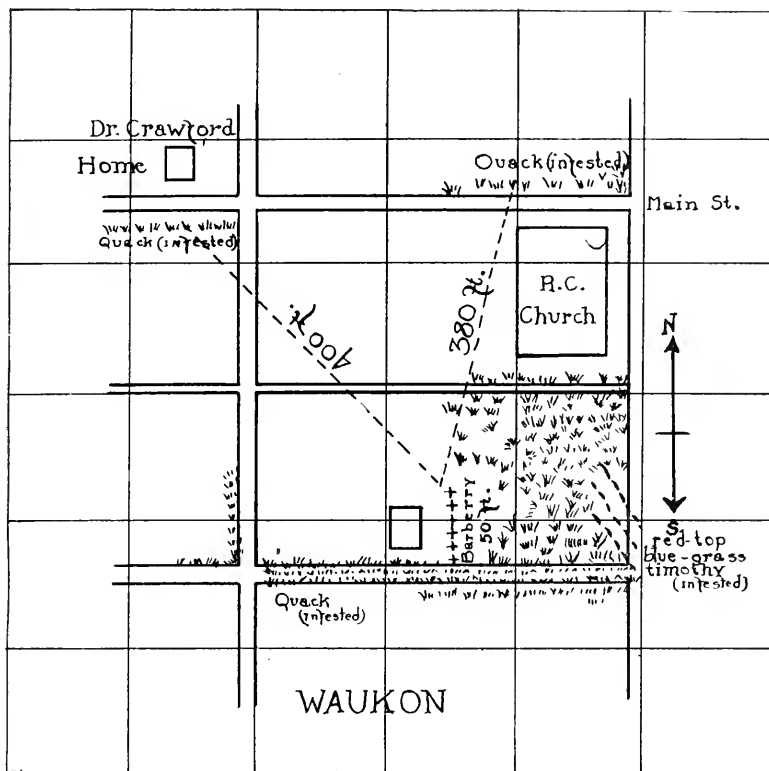 Dr. Crawford
Home
Quack (infested)
Main St.
Quack (infested)
R.C.
Church
380 ft.
400 ft.
N
S
Barberry
50 ft.
red-top
blue-grass
timothy
(infested)
Quack
(infested)
WAUKON